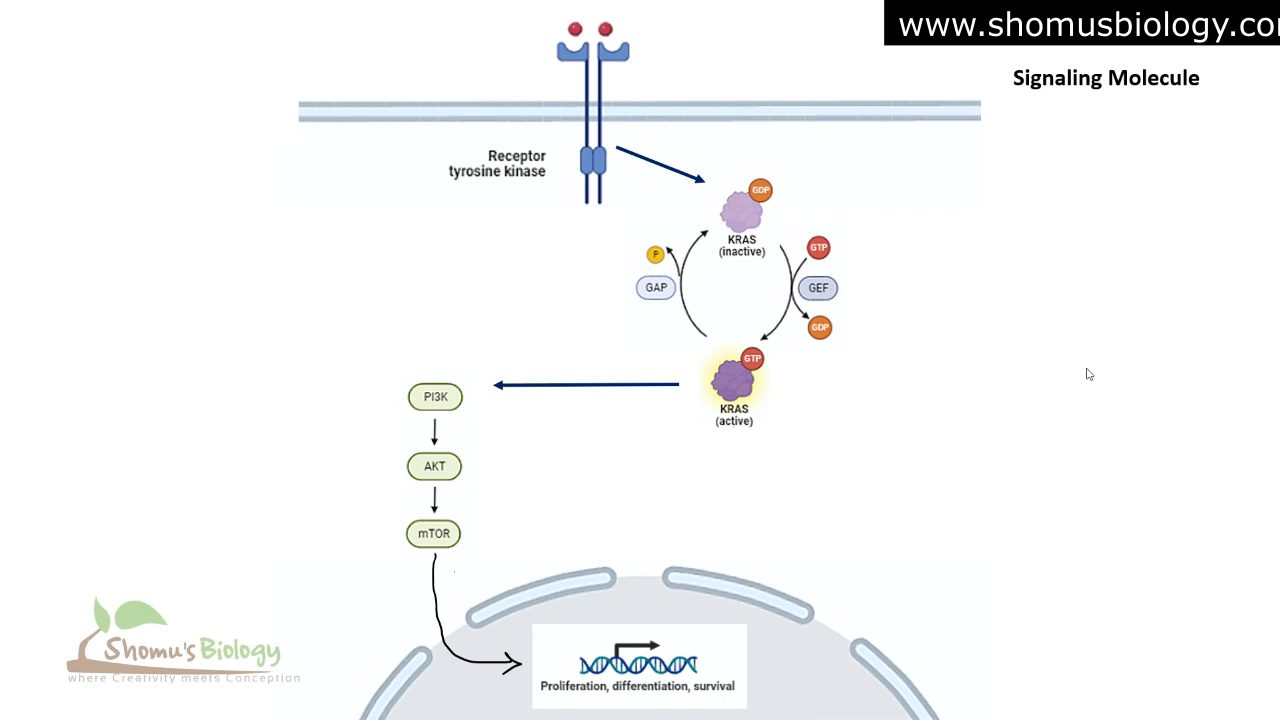 www.shomusbiology.co
Signaling Molecule
Receptor
tyrosine kinase
GDP
KRAS
(inactive)
P
GTP
GAP
GEF
GDP
GTP
KRAS
(active)
PI3K
AKT
mTOR
Shomu's Biology
where Creativity meets Conception
Proliferation, differentiation, survival